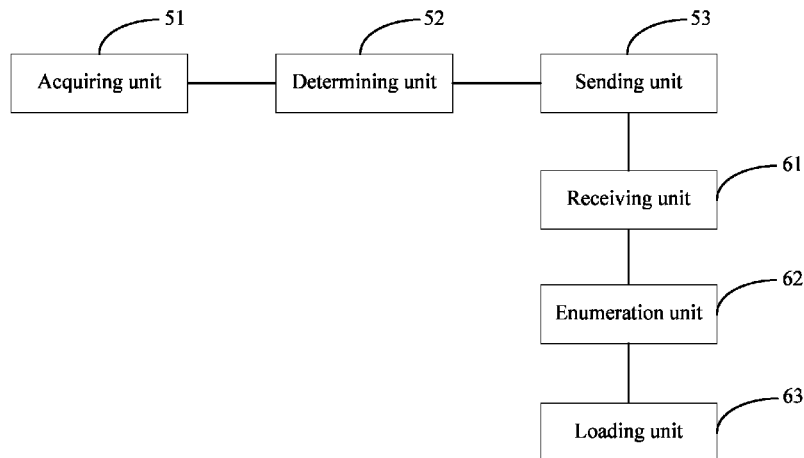 51
52
53
Acquiring unit
Determining unit
Sending unit
61
Receiving unit
62
Enumeration unit
63
Loading unit